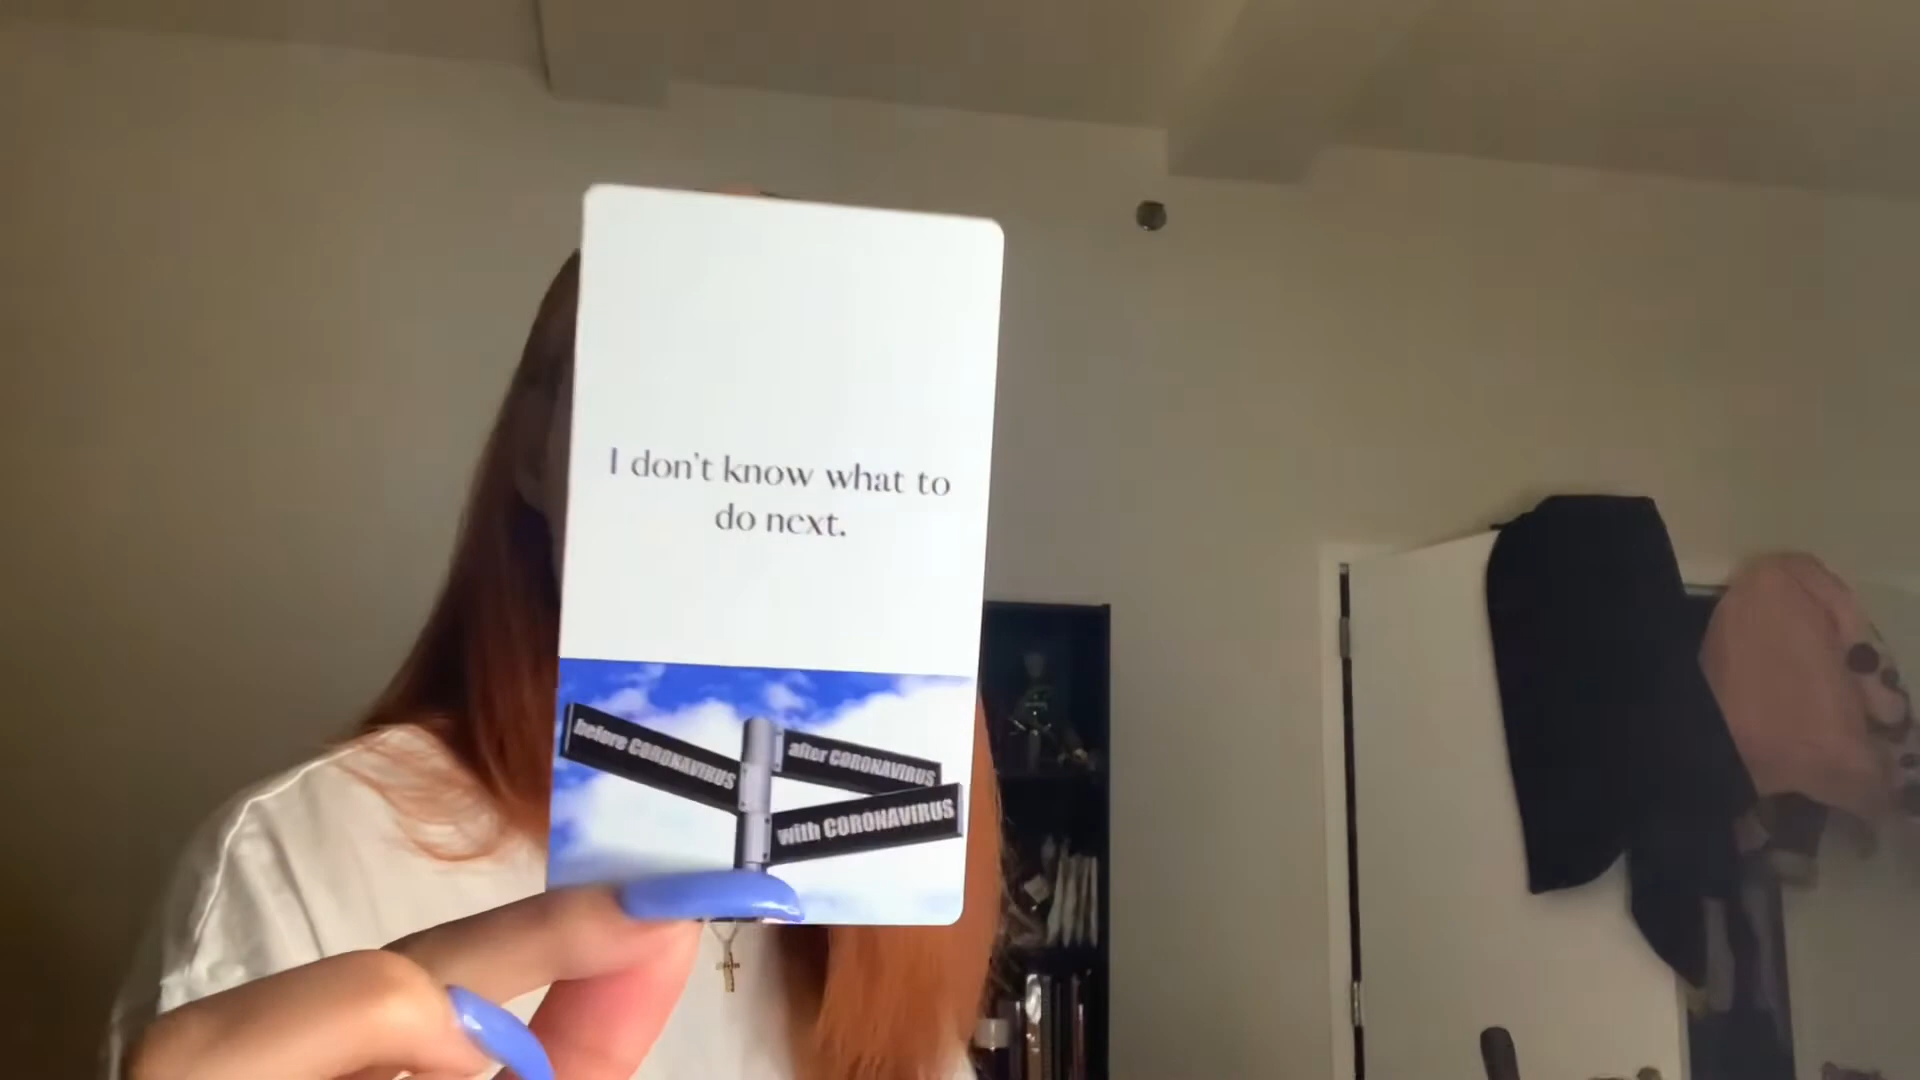 I don't know what to
do next.
before CORONAVIRUS
after CORONAVIRUS
with CORONAVIRUS